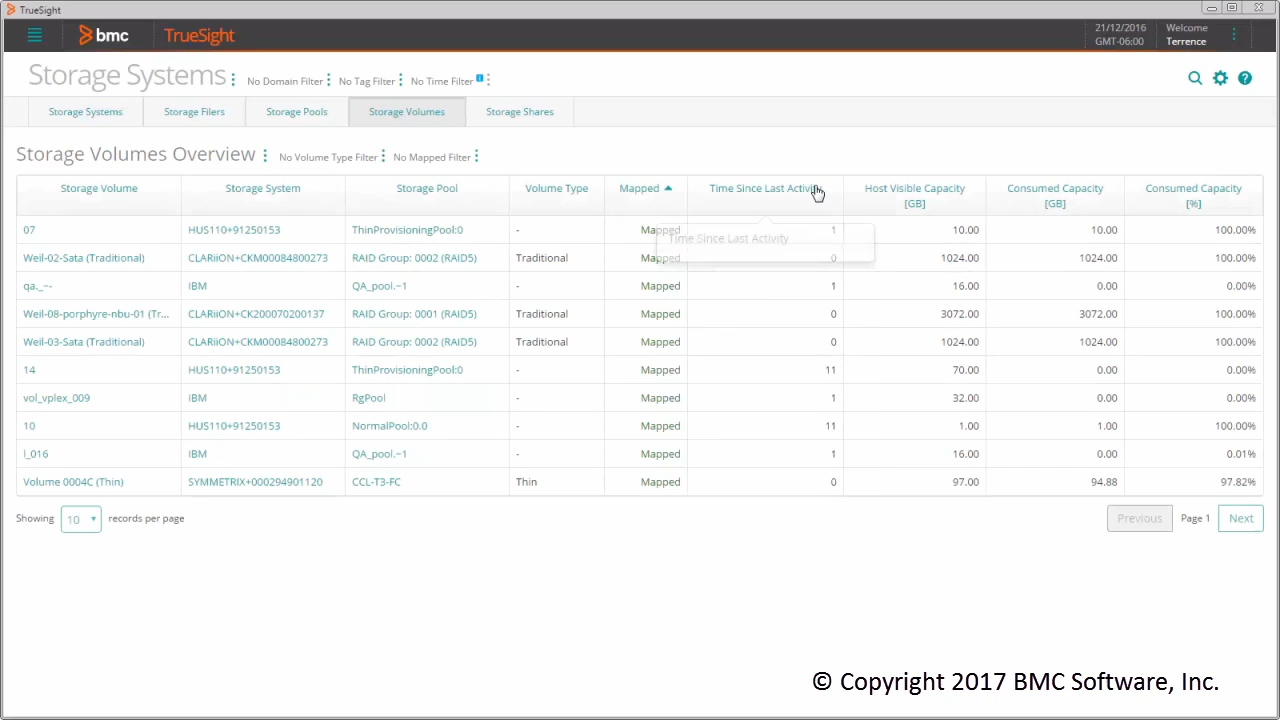 TrueSight
bmc TrueSight 21/12/2016 GMT-06:00 Welcome Terrence
Storage Systems No Domain Filter No Tag Filter No Time Filter
Storage Systems Storage Filers Storage Pools Storage Volumes Storage Shares
Storage Volumes Overview No Volume Type Filter No Mapped Filter
Storage Volume Storage System Storage Pool Volume Type Mapped Time Since Last Activity Host Visible Capacity [GB] Consumed Capacity [GB] Consumed Capacity [%]
07 HUS110+91250153 ThinProvisioningPool:0 - Mapped 1 10.00 10.00 100.00%
Time Since Last Activity
Weil-02-Sata (Traditional) CLARiiON+CKM00084800273 RAID Group: 0002 (RAID5) Traditional Mapped 0 1024.00 1024.00 100.00%
qa._~- IBM QA_pool.~1 - Mapped 1 16.00 0.00 0.00%
Weil-08-porphyre-nbu-01 (Tr... CLARiiON+CK200070200137 RAID Group: 0001 (RAID5) Traditional Mapped 0 3072.00 3072.00 100.00%
Weil-03-Sata (Traditional) CLARiiON+CKM00084800273 RAID Group: 0002 (RAID5) Traditional Mapped 0 1024.00 1024.00 100.00%
14 HUS110+91250153 ThinProvisioningPool:0 - Mapped 11 70.00 0.00 0.00%
vol_vplex_009 IBM RgPool - Mapped 1 32.00 0.00 0.00%
10 HUS110+91250153 NormalPool:0.0 - Mapped 11 1.00 1.00 100.00%
l_016 IBM QA_pool.~1 - Mapped 1 16.00 0.00 0.01%
Volume 0004C (Thin) SYMMETRIX+000294901120 CCL-T3-FC Thin Mapped 0 97.00 94.88 97.82%
Showing 10 records per page Previous Page 1 Next
© Copyright 2017 BMC Software, Inc.